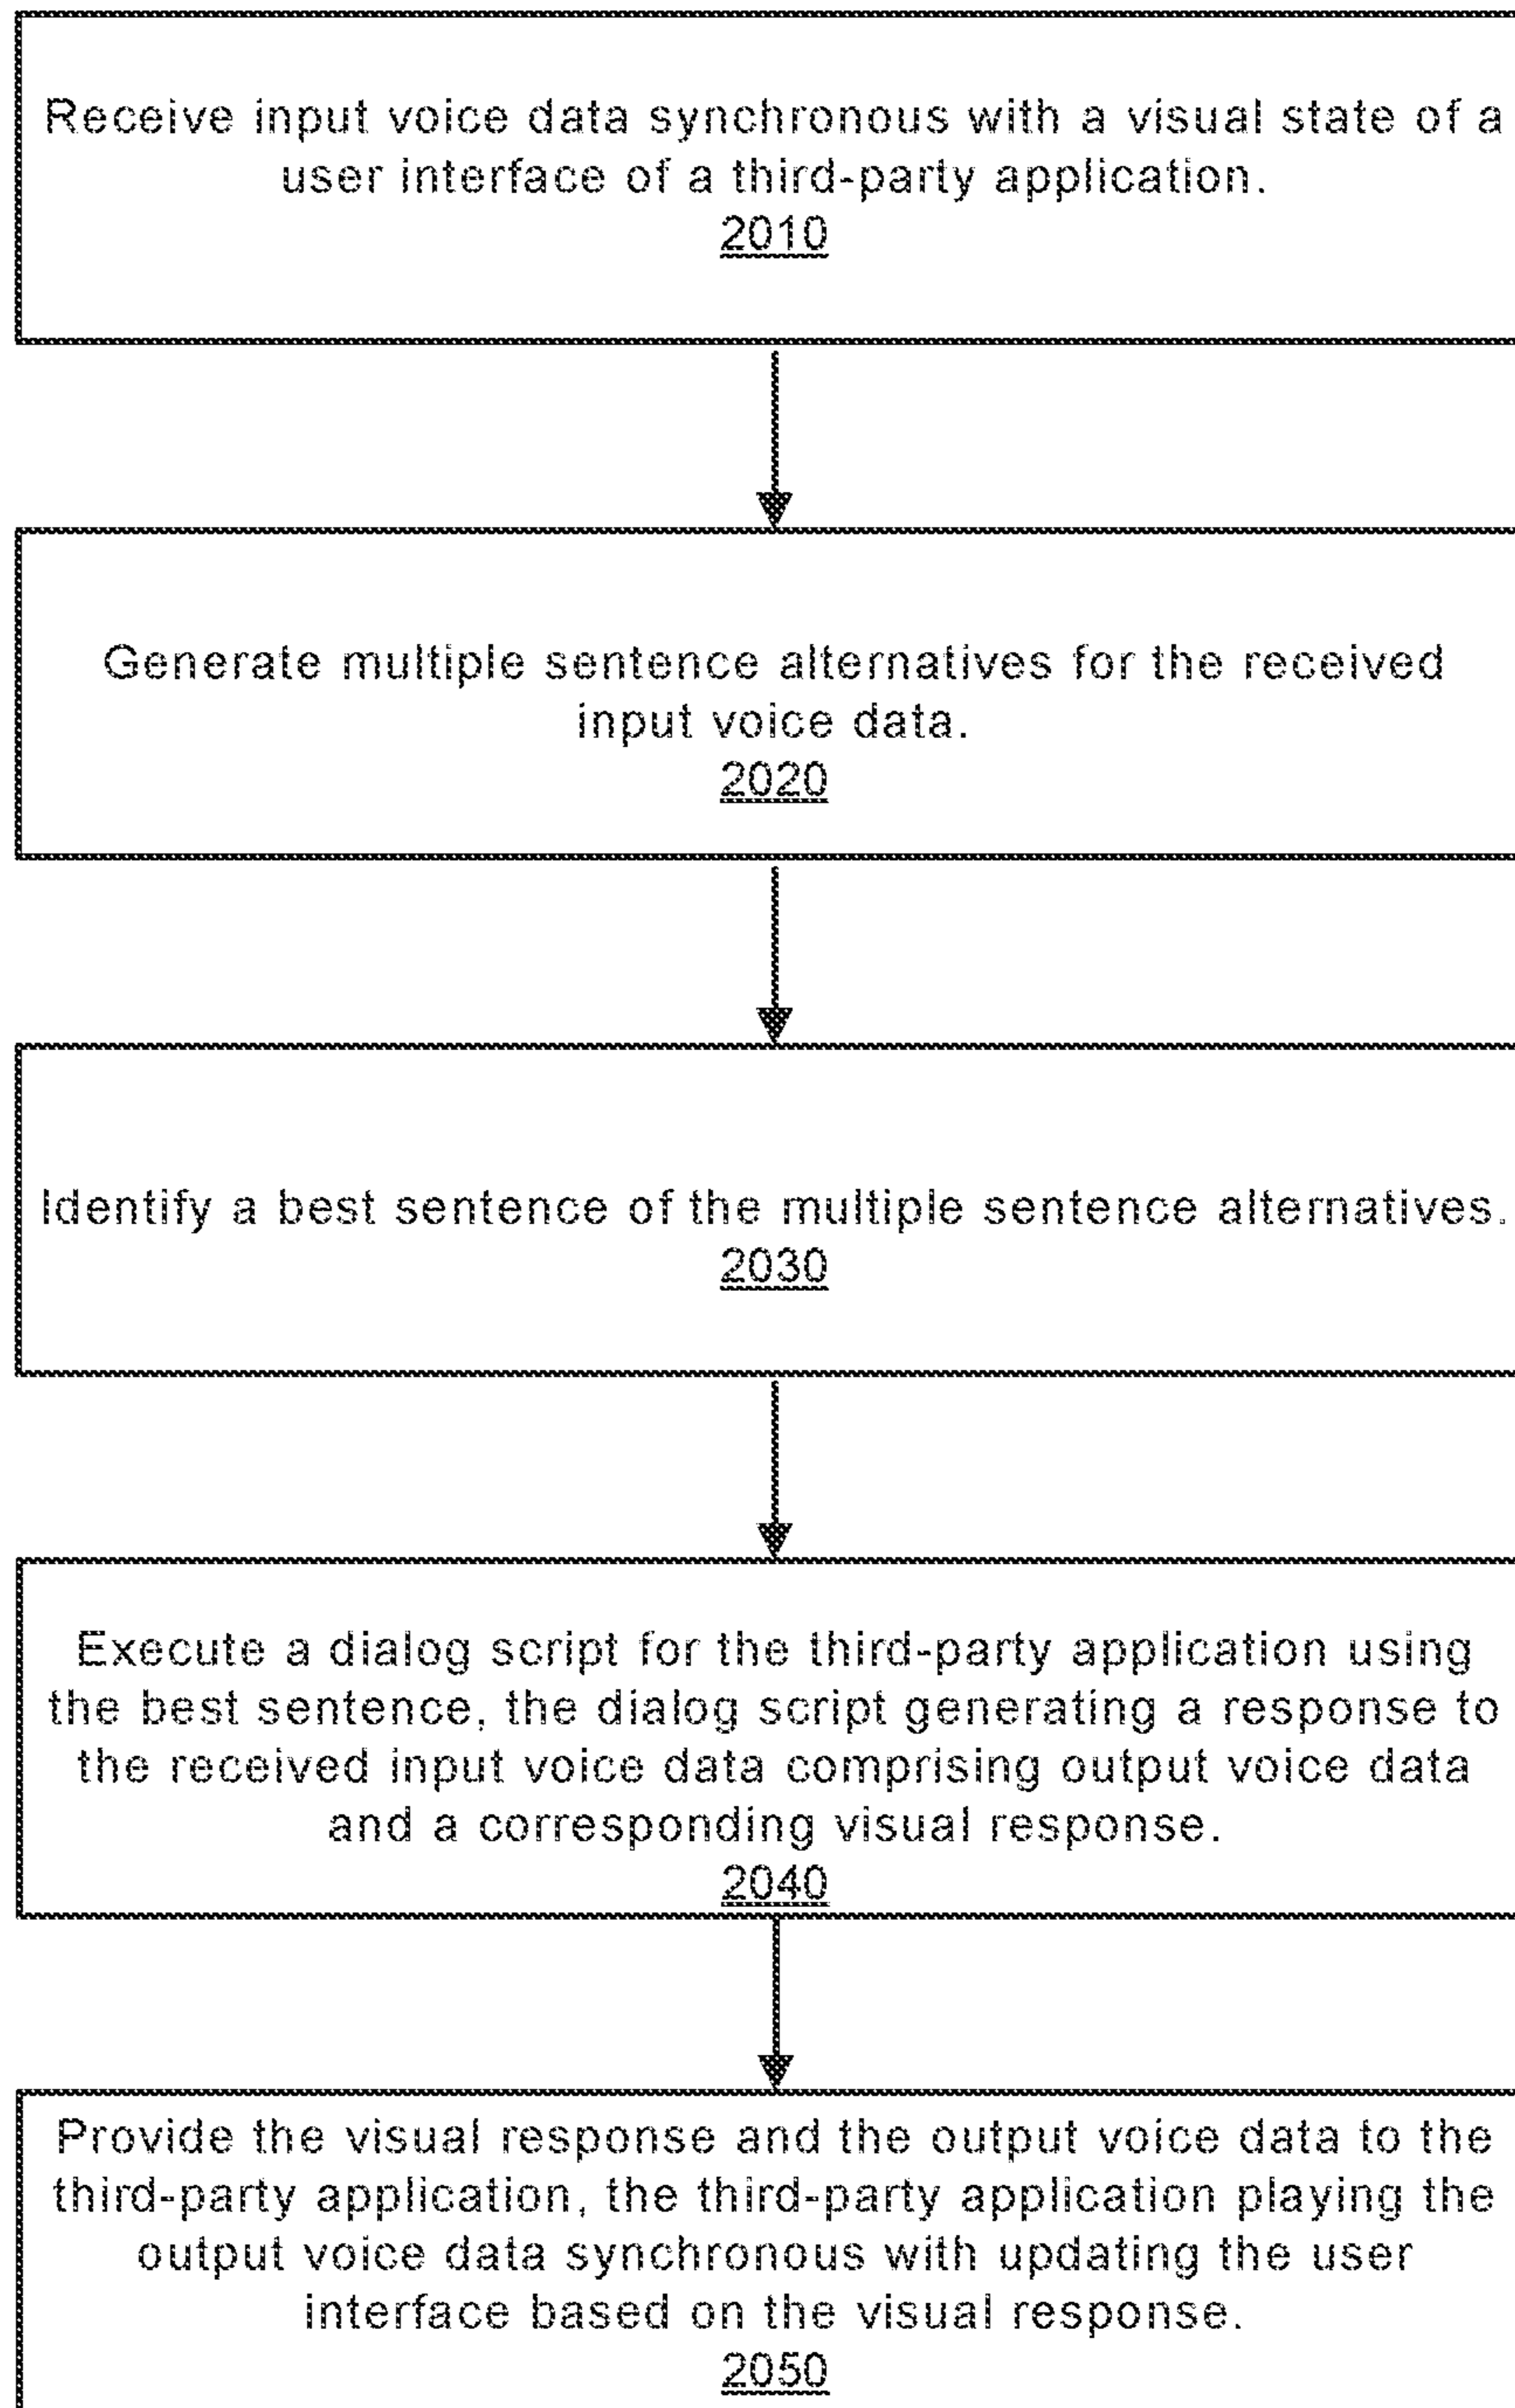 Receive input voice data synchronous with a visual state of a
user interface of a third-party application.
2010
Generate multiple sentence alternatives for the received
input voice data.
2020
Identify a best sentence of the multiple sentence alternatives.
2030
Execute a dialog script for the third-party application using
the best sentence, the dialog script generating a response to
the received input voice data comprising output voice data
and a corresponding visual response.
2040
Provide the visual response and the output voice data to the
third-party application, the third-party application playing the
output voice data synchronous with updating the user
interface based on the visual response.
2050